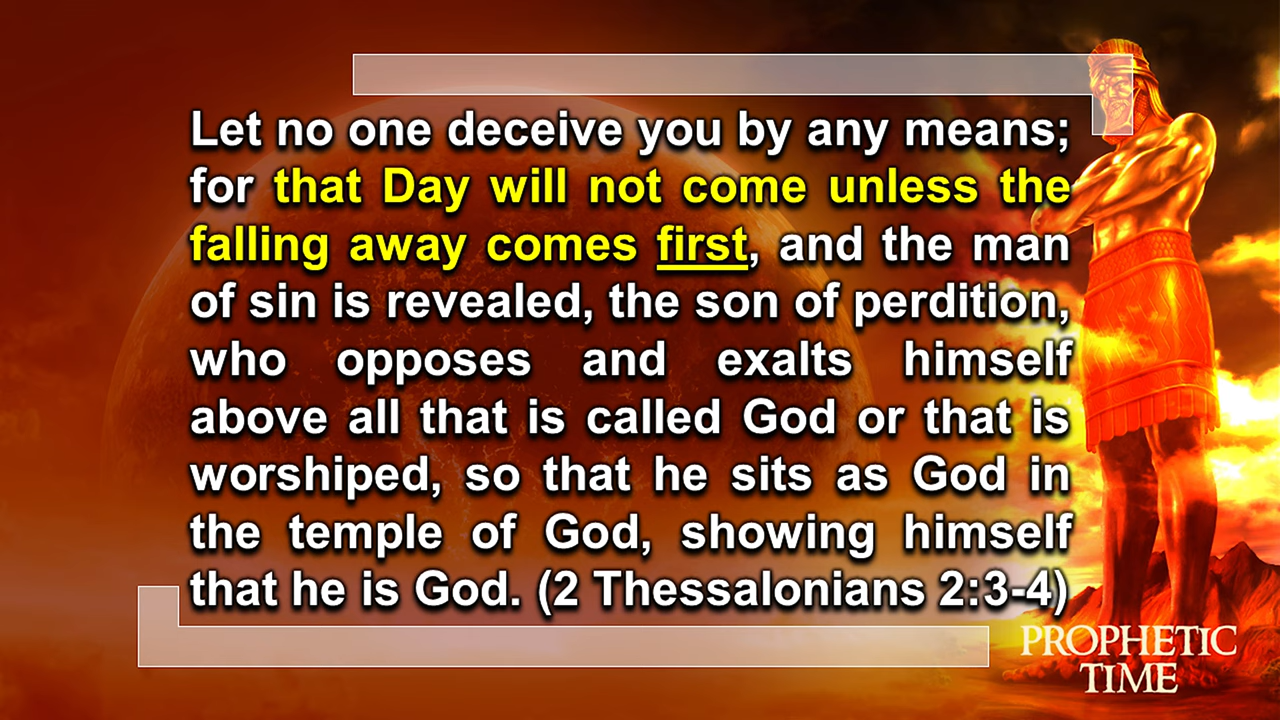 Let no one deceive you by any means;
for that Day will not come unless the
falling away comes first, and the man
of sin is revealed, the son of perdition,
who opposes and exalts himself
above all that is called God or that is
worshiped, so that he sits as God in
the temple of God, showing himself
that he is God. (2 Thessalonians 2:3-4)
PROPHETIC
TIME